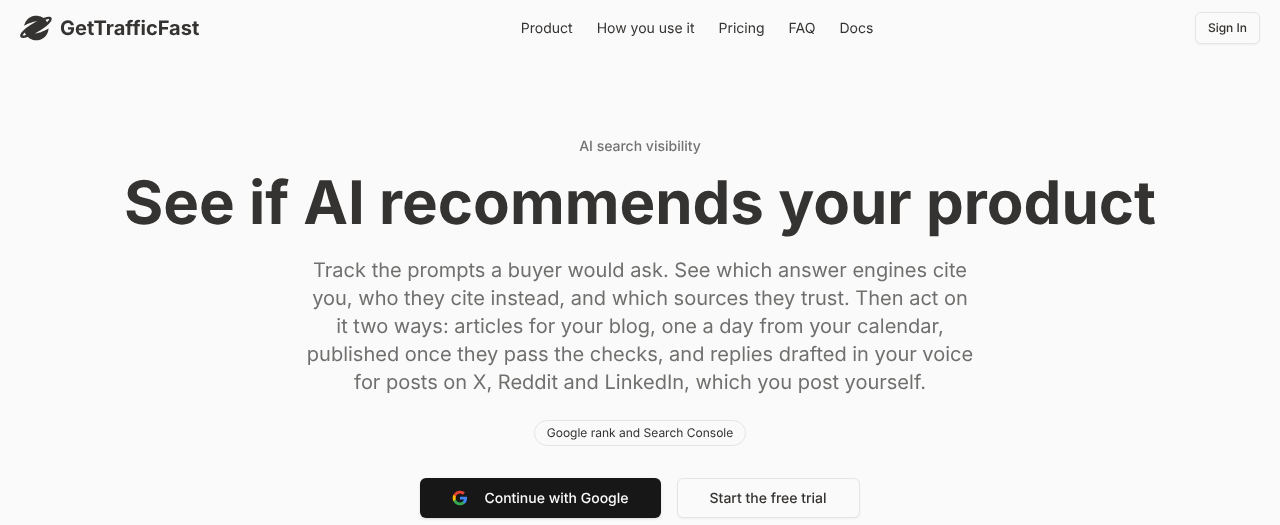 GetTrafficFast
Product
How you use it
Pricing
FAQ
Docs
Sign In
AI search visibility
See if AI recommends your product
Track the prompts a buyer would ask. See which answer engines cite
you, who they cite instead, and which sources they trust. Then act on
it two ways: articles for your blog, one a day from your calendar,
published once they pass the checks, and replies drafted in your voice
for posts on X, Reddit and LinkedIn, which you post yourself.
Google rank and Search Console
Continue with Google
Start the free trial